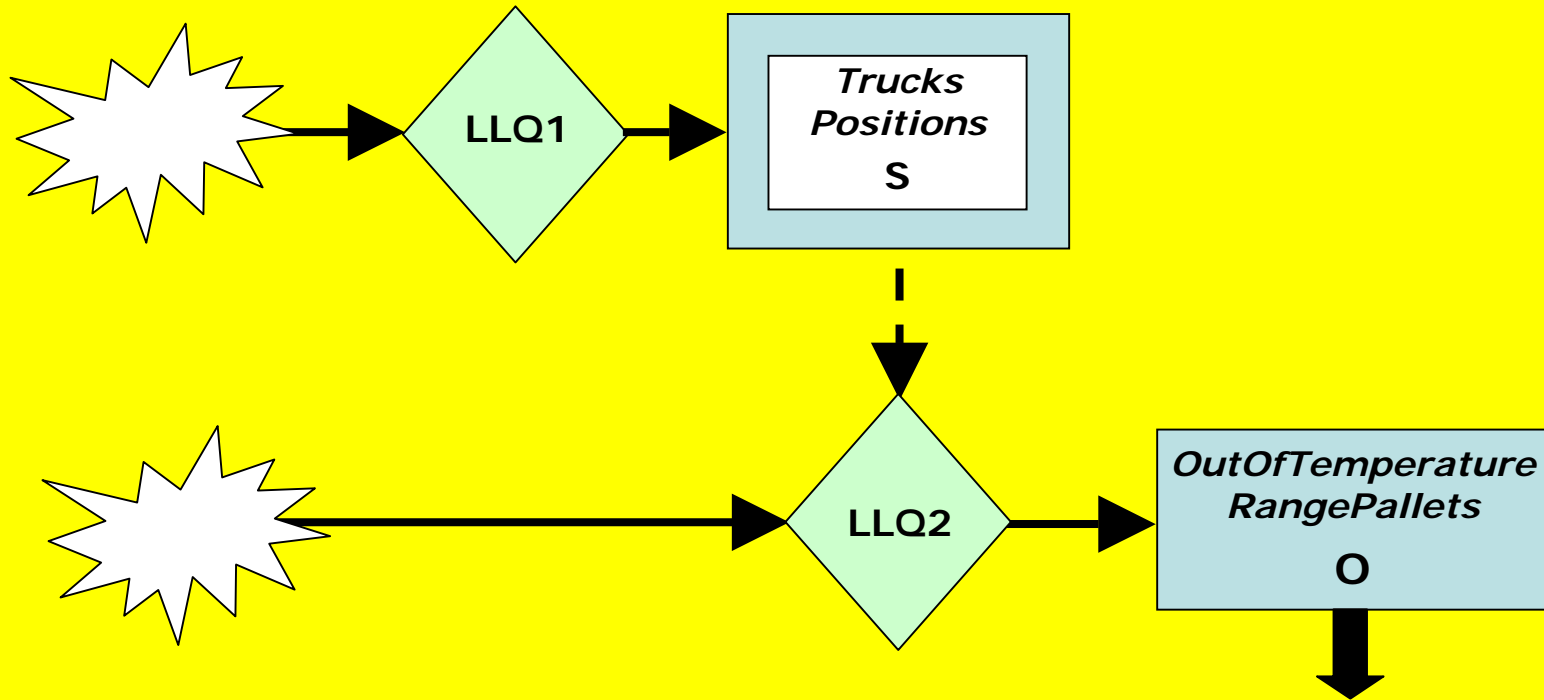 LLQ1
Trucks
Positions
S
LLQ2
OutOfTemperature
RangePallets
O